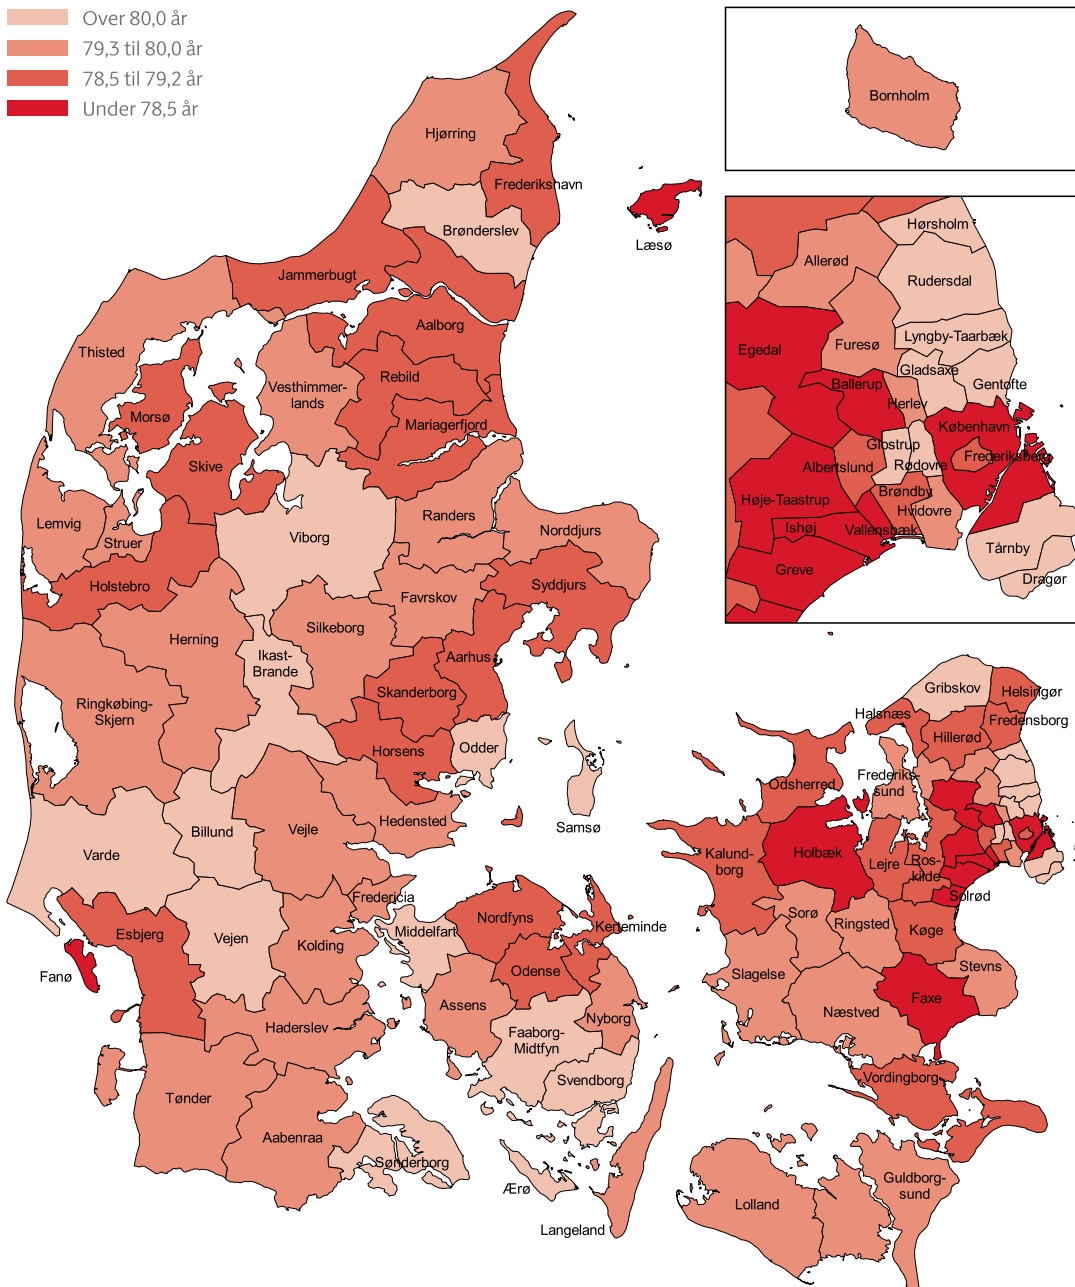 Over 80,0 år
79,3 til 80,0 år
78,5 til 79,2 år
Under 78,5 år
Bornholm
Hjørring
Frederikshavn
Brønderslev
Læsø
Jammerbugt
Aalborg
Thisted
Rebild
Vesthimmer-
lands
Morsø
Mariagerfjord
Skive
Lemvig
Randers
Norddjurs
Struer
Viborg
Holstebro
Syddjurs
Favrskov
Herning
Silkeborg
Ikast-
Brande
Aarhus
Skanderborg
Ringkøbing-
Skjern
Horsens
Odder
Samsø
Hedensted
Billund
Vejle
Varde
Fredericia
Esbjerg
Vejen
Kolding
Middelfart
Nordfyns
Kerteminde
Fanø
Odense
Assens
Haderslev
Nyborg
Faaborg-
Midtfyn
Svendborg
Tønder
Aabenraa
Sønderborg
Ærø
Langeland
Hørsholm
Allerød
Rudersdal
Lyngby-Taarbæk
Furesø
Egedal
Gladsaxe
Gentofte
Ballerup
Herlev
København
Glostrup
Frederiksberg
Albertslund
Rødovre
Brøndby
Høje-Taastrup
Hvidovre
Ishøj
Vallensbæk
Tårnby
Greve
Dragør
Gribskov
Helsingør
Halsnæs
Fredensborg
Hillerød
Frederiks-
sund
Odsherred
Holbæk
Kalund-
borg
Lejre
Ros-
kilde
Solrød
Sorø
Ringsted
Køge
Slagelse
Stevns
Faxe
Næstved
Vordingborg
Guldborg-
sund
Lolland